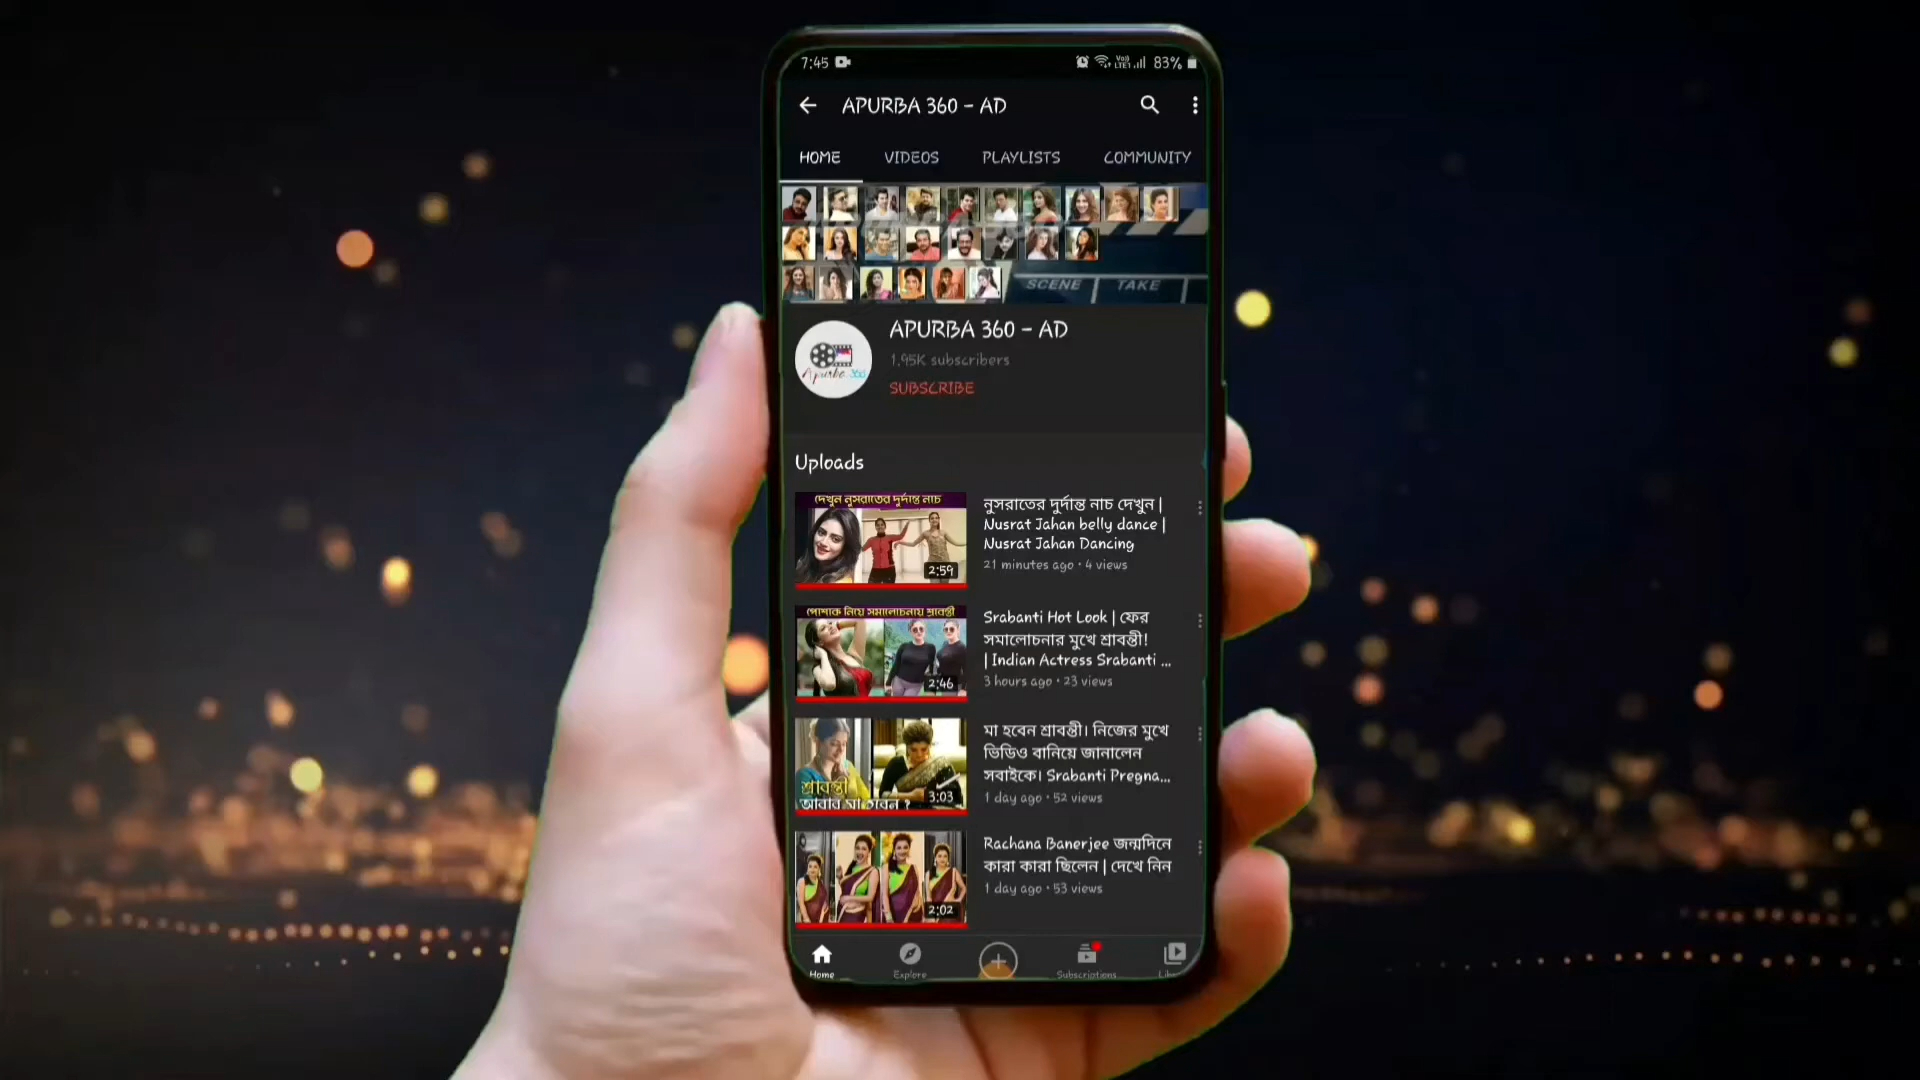 7:45
83%
APURBA 360 - AD
HOME VIDEOS PLAYLISTS COMMUNITY
SCENE TAKE
APURBA 360 - AD
1.95K subscribers
SUBSCRIBE
Uploads
দেখুন নুসরাতের দুর্দান্ত নাচ
2:59
নুসরাতের দুর্দান্ত নাচ দেখুন |
Nusrat Jahan belly dance |
Nusrat Jahan Dancing
21 minutes ago • 4 views
পোশাক নিয়ে সমালোচনায় শ্রাবন্তী
2:46
Srabanti Hot Look | ফের
সমালোচনার মুখে শ্রাবন্তী!
| Indian Actress Srabanti ...
3 hours ago • 23 views
শ্রাবন্তী
আবার মা হবেন ?
3:03
মা হবেন শ্রাবন্তী। নিজের মুখে
ভিডিও বানিয়ে জানালেন
সবাইকে। Srabanti Pregna...
1 day ago • 52 views
2:02
Rachana Banerjee জন্মদিনে
কারা কারা ছিলেন | দেখে নিন
1 day ago • 53 views
Home Explore Subscriptions